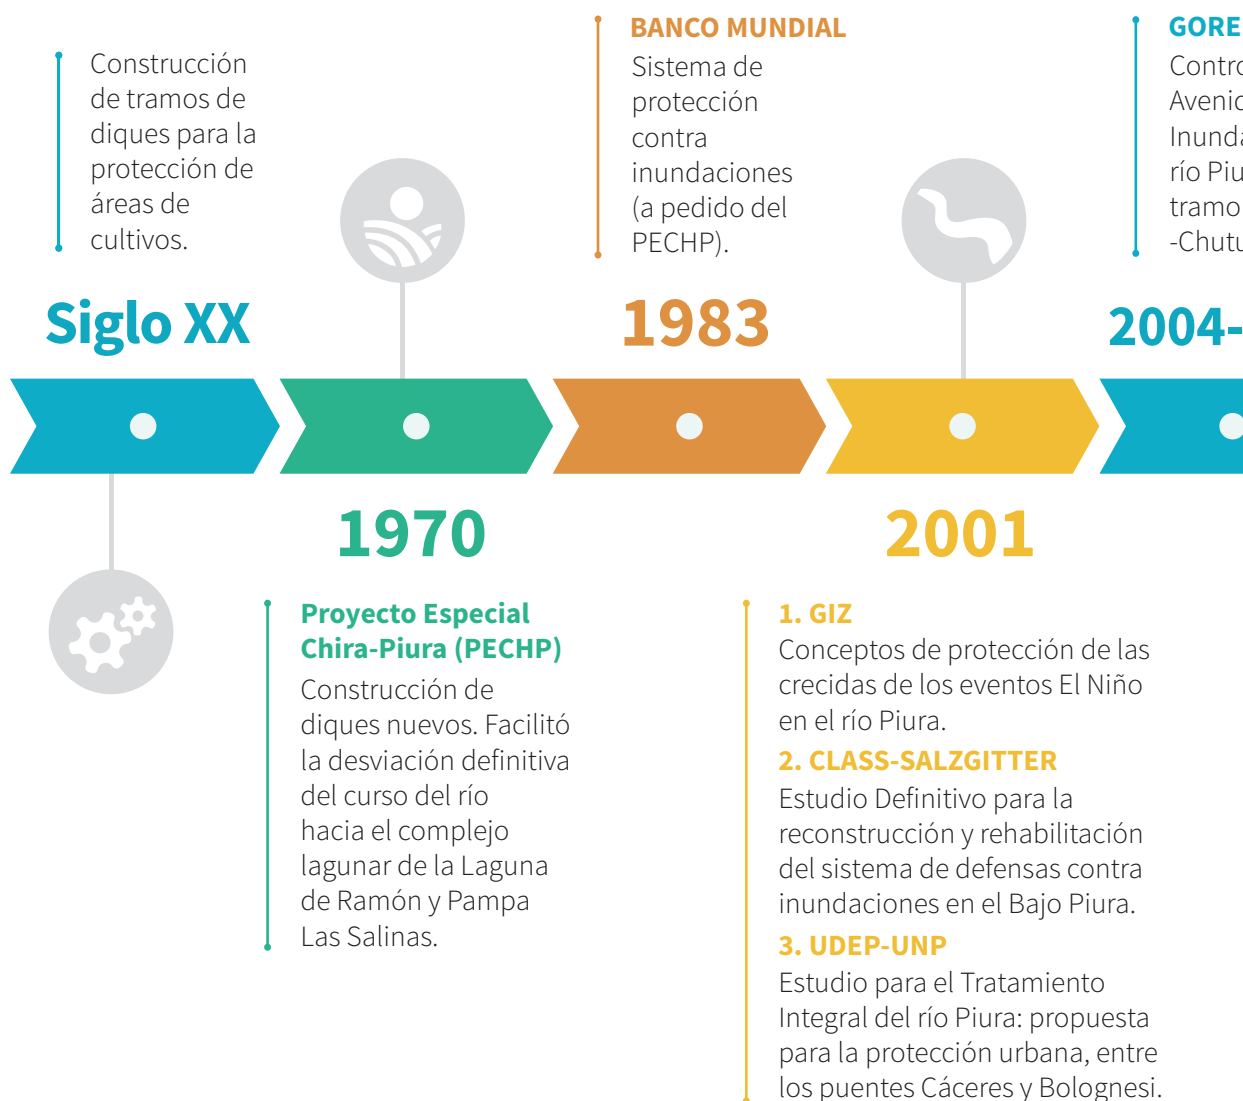 Construcción
de tramos de
diques para la
protección de
áreas de
cultivos.
Siglo XX
1970
Proyecto Especial
Chira-Piura (PECHP)
Construcción de
diques nuevos. Facilitó
la desviación definitiva
del curso del río
hacia el complejo
lagunar de la Laguna
de Ramón y Pampa
Las Salinas.
BANCO MUNDIAL
Sistema de
protección
contra
inundaciones
(a pedido del
PECHP).
1983
2001
1. GIZ
Conceptos de protección de las
crecidas de los eventos El Niño
en el río Piura.
2. CLASS-SALZGITTER
Estudio Definitivo para la
reconstrucción y rehabilitación
del sistema de defensas contra
inundaciones en el Bajo Piura.
3. UDEP-UNP
Estudio para el Tratamiento
Integral del río Piura: propuesta
para la protección urbana, entre
los puentes Cáceres y Bolognesi.
GORE
río
tramo
2004-